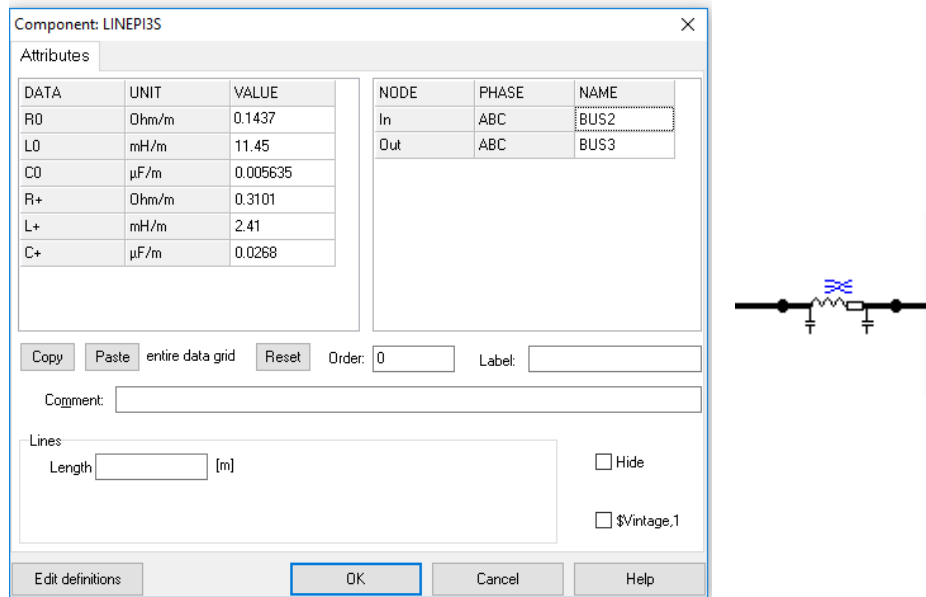 Component: LINEPI3S
Attributes
DATA UNIT VALUE
R0 Ohm/m 0.1437
L0 mH/m 11.45
C0 µF/m 0.005635
R+ Ohm/m 0.3101
L+ mH/m 2.41
C+ µF/m 0.0268
NODE PHASE NAME
In ABC BUS2
Out ABC BUS3
Copy Paste entire data grid Reset Order: 0 Label:
Comment:
Lines
Length [m]
Hide
$Vintage,1
Edit definitions OK Cancel Help